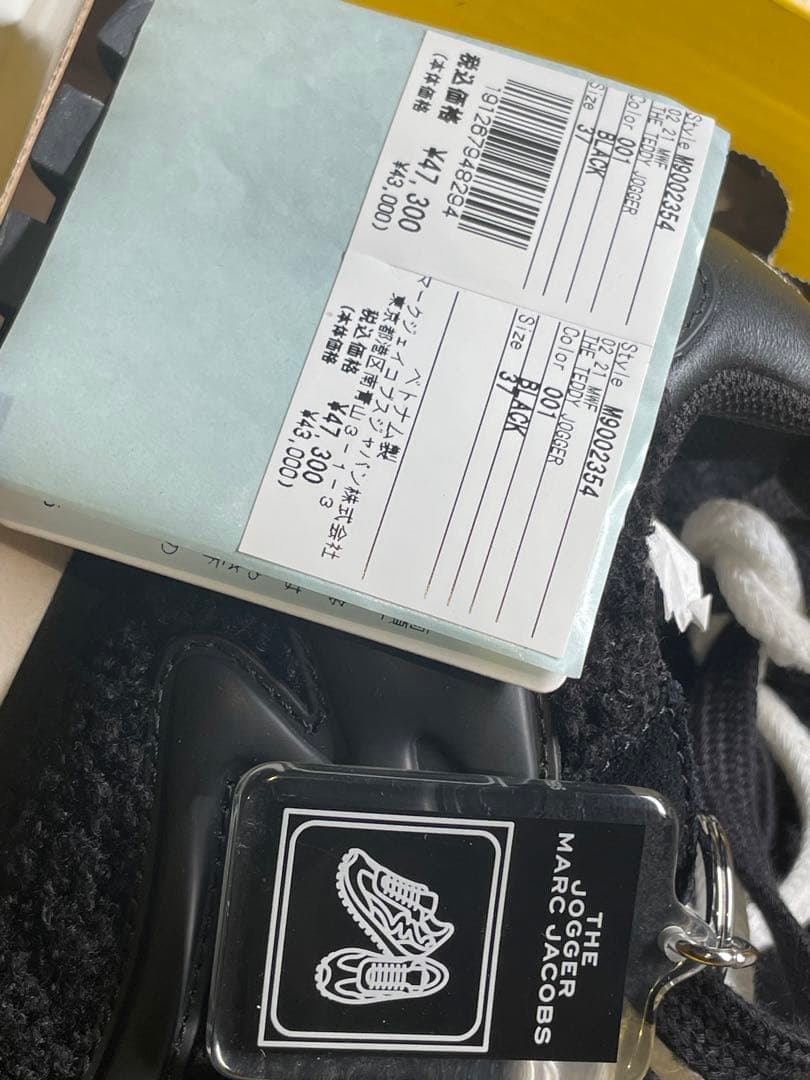 Style M9002354
02 21 MWF
THE TEDDY JOGGER
Color 001
BLACK
Size 37
191267948294
税込価格 ¥47,300
(本体価格 ¥43,000)
Style M9002354
02 21 MWF
THE TEDDY JOGGER
Color 001
BLACK
Size 37
ベトナム製
マークジェイコブスジャパン株式会社
東京都港区南青山3-1-3
税込価格 ¥47,300
(本体価格 ¥43,000)
THE
JOGGER
MARC JACOBS